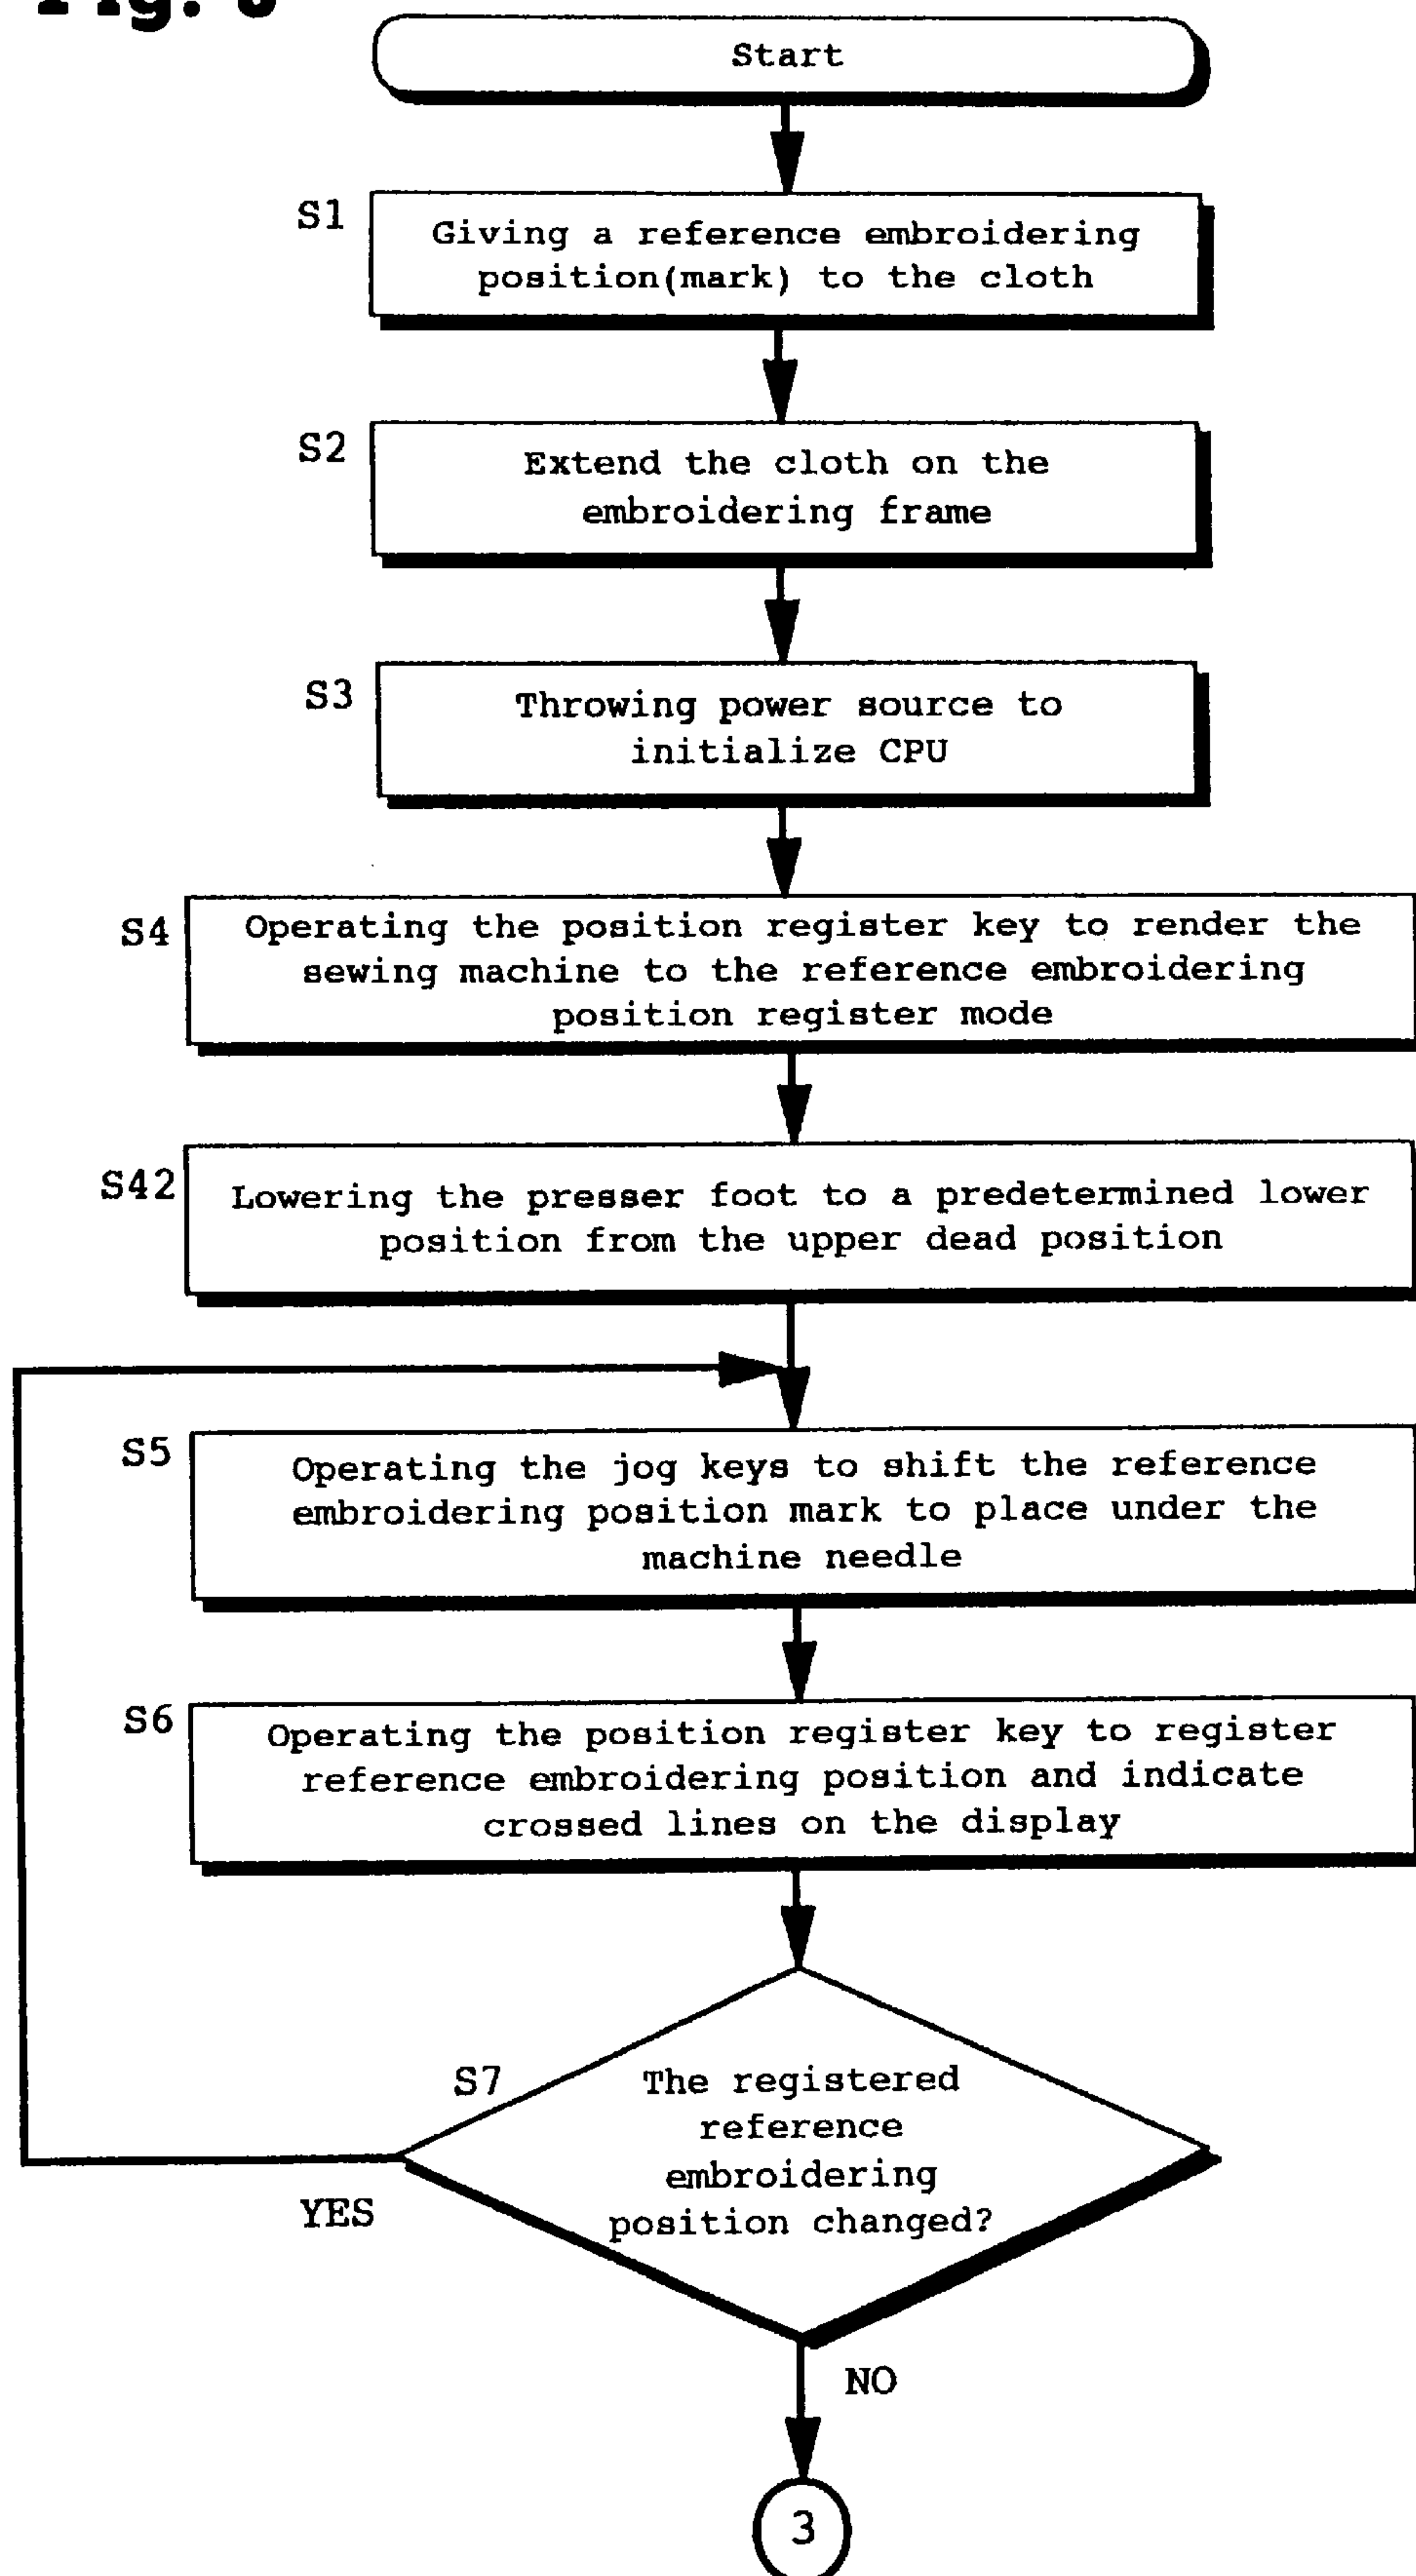 Start
S1
Giving a reference embroidering
position(mark) to the cloth
S2
Extend the cloth on the
embroidering frame
S3
Throwing power source to
initialize CPU
S4
Operating the position register key to render the
sewing machine to the reference embroidering
position register mode
S42
Lowering the presser foot to a predetermined lower
position from the upper dead position
S5
Operating the jog keys to shift the reference
embroidering position mark to place under the
machine needle
S6
Operating the position register key to register
reference embroidering position and indicate
crossed lines on the display
S7
The registered
reference
embroidering
position changed?
YES
NO
3